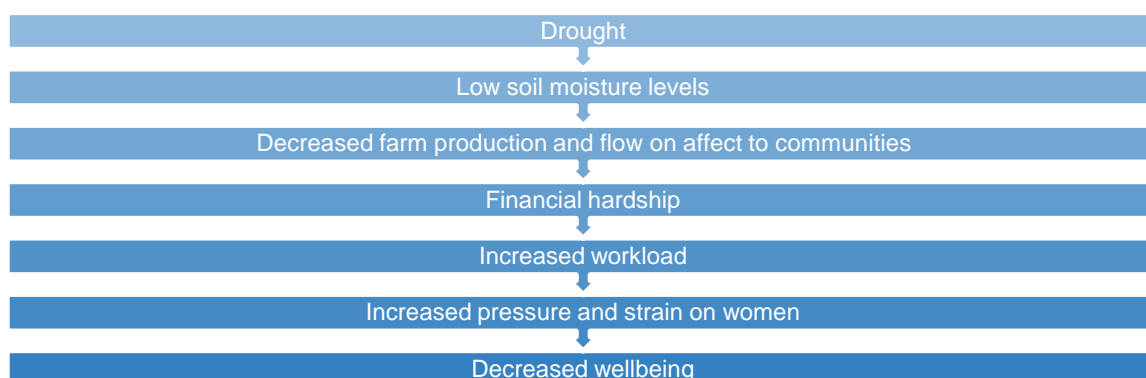 Drought
Low soil moisture levels
Decreased farm production and flow on affect to communities
Financial hardship
Increased workload
Increased pressure and strain on women
Decreased wellbeing